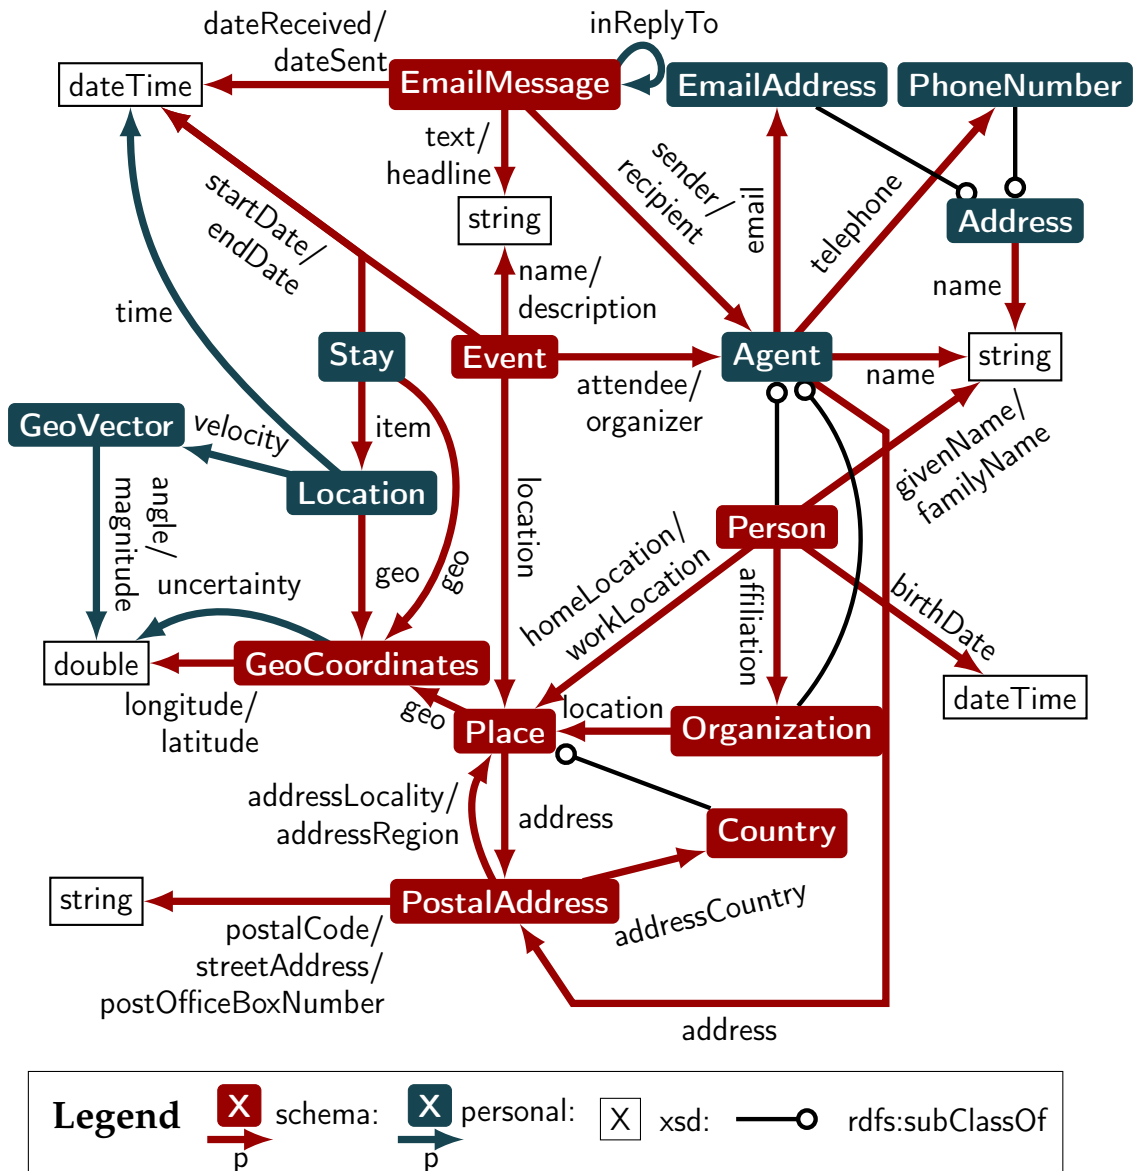 dateReceived/
dateSent
inReplyTo
dateTime
EmailMessage
EmailAddress
PhoneNumber
text/
headline
sender/
recipient
string
email
telephone
Address
startDate/
endDate
name/
description
name
time
Stay
Event
attendee/
organizer
Agent
name
string
GeoVector
velocity
item
givenName/
familyName
Location
angle/
magnitude
location
Person
homeLocation/
workLocation
affiliation
birthDate
uncertainty
geo
geo
double
GeoCoordinates
dateTime
longitude/
latitude
geo
Place
location
Organization
addressLocality/
addressRegion
address
Country
string
PostalAddress
addressCountry
postalCode/
streetAddress/
postOfficeBoxNumber
address
Legend
X
p
schema:
X
p
personal:
X
xsd:
rdfs:subClassOf